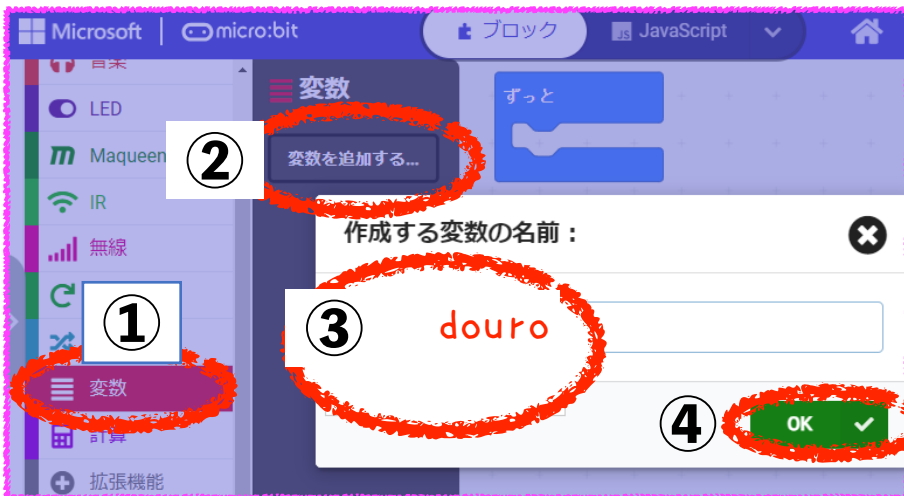 Microsoft
micro:bit
ブロック
JS JavaScript
音楽
LED
Maqueen
IR
無線
①
変数
計算
拡張機能
変数
②
変数を追加する...
ずっと
作成する変数の名前：
③ douro
④ OK